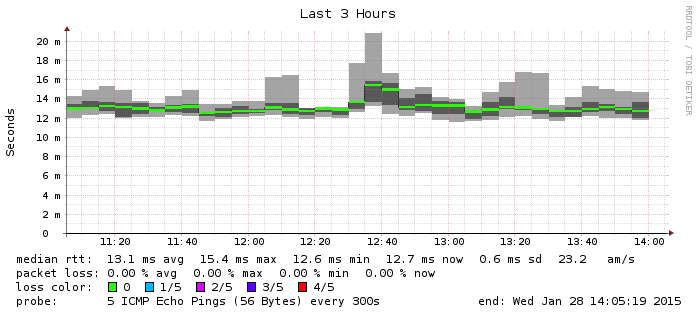 Last 3 Hours
RRDTOOL / TOBI OETIKER
Seconds
20 m
18 m
16 m
14 m
12 m
10 m
8 m
6 m
4 m
2 m
0
11:20 11:40 12:00 12:20 12:40 13:00 13:20 13:40 14:00
median rtt: 13.1 ms avg 15.4 ms max 12.6 ms min 12.7 ms now 0.6 ms sd 23.2 am/s
packet loss: 0.00 % avg 0.00 % max 0.00 % min 0.00 % now
loss color: 0 1/5 2/5 3/5 4/5
probe: 5 ICMP Echo Pings (56 Bytes) every 300s end: Wed Jan 28 14:05:19 2015